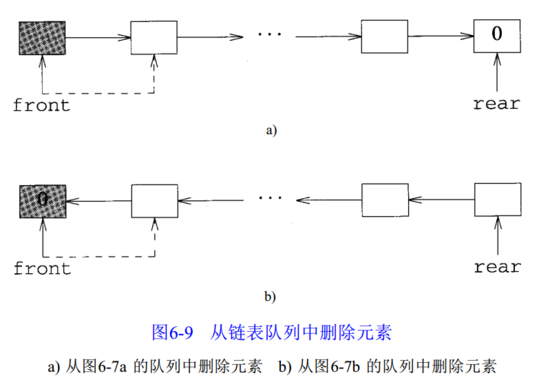 ··· 0
front rear
a)
0 ···
front rear
b)
图6-9 从链表队列中删除元素
a) 从图6-7a 的队列中删除元素 b) 从图6-7b 的队列中删除元素